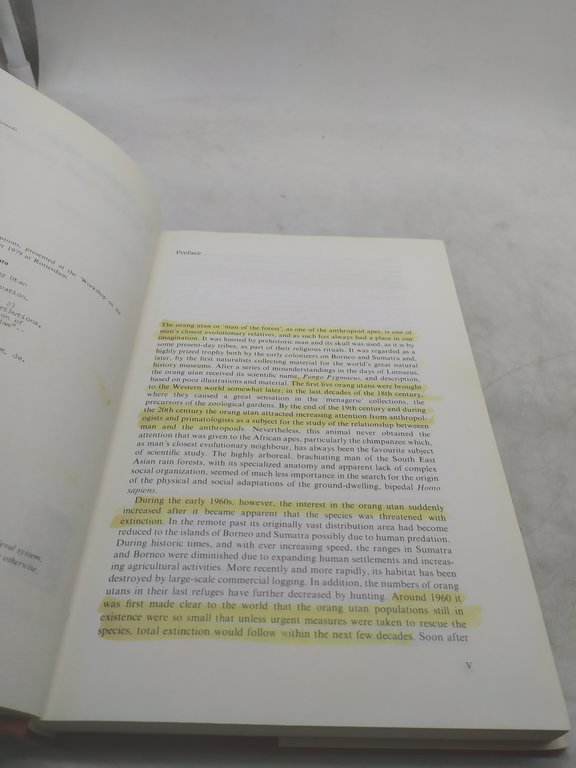 utions, presented at the Workshop on the
1979 at Rotterdam
Utan
vation.
tributions,
on of
eval system
otherwise,
Preface
The orang utan or 'man of the forest', as one of the anthropoid apes, is one of
man's closest evolutionary relatives, and as such has always had a place in our
imagination. It was hunted by prehistoric man and its skull was used, as it is by
some present-day tribes, as part of their religious rituals. It was regarded as a
highly prized trophy both by the early colonizers on Borneo and Sumatra and,
later, by the first naturalists collecting material for the world's great natural
history museums. After a series of misunderstandings in the days of Linnaeus,
the orang utan received its scientific name, Pongo Pygmaeus, and description,
based on poor illustrations and material. The first live orang utans were brought
to the Western world somewhat later, in the last decades of the 18th century,
where they caused a great sensation in the 'menagerie' collections, the
precursors of the zoological gardens. By the end of the 19th century and during
the 20th century the orang utan attracted increasing attention from anthropol-
ogists and primatologists as a subject for the study of the relationship between
man and the anthropoids. Nevertheless, this animal never obtained the
attention that was given to the African apes, particularly the chimpanzee which,
as man's closest evolutionary neighbour, has always been the favourite subject
of scientific study. The highly arboreal, brachiating man of the South East
Asian rain forests, with its specialized anatomy and apparent lack of complex
social organization, seemed of much less importance in the search for the origin
of the physical and social adaptations of the ground-dwelling, bipedal Homo
sapiens.
During the early 1960s, however, the interest in the orang utan suddenly
increased after it became apparent that the species was threatened with
extinction. In the remote past its originally vast distribution area had become
reduced to the islands of Borneo and Sumatra possibly due to human predation.
During historic times, and with ever increasing speed, the ranges in Sumatra
and Borneo were diminished due to expanding human settlements and increas-
ing agricultural activities. More recently and more rapidly, its habitat has been
destroyed by large-scale commercial logging. In addition, the numbers of orang
utans in their last refuges have further decreased by hunting. Around 1960 it
was first made clear to the world that the orang utan populations still in
existence were so small that unless urgent measures were taken to rescue the
species, total extinction would follow within the next few decades. Soon after
V